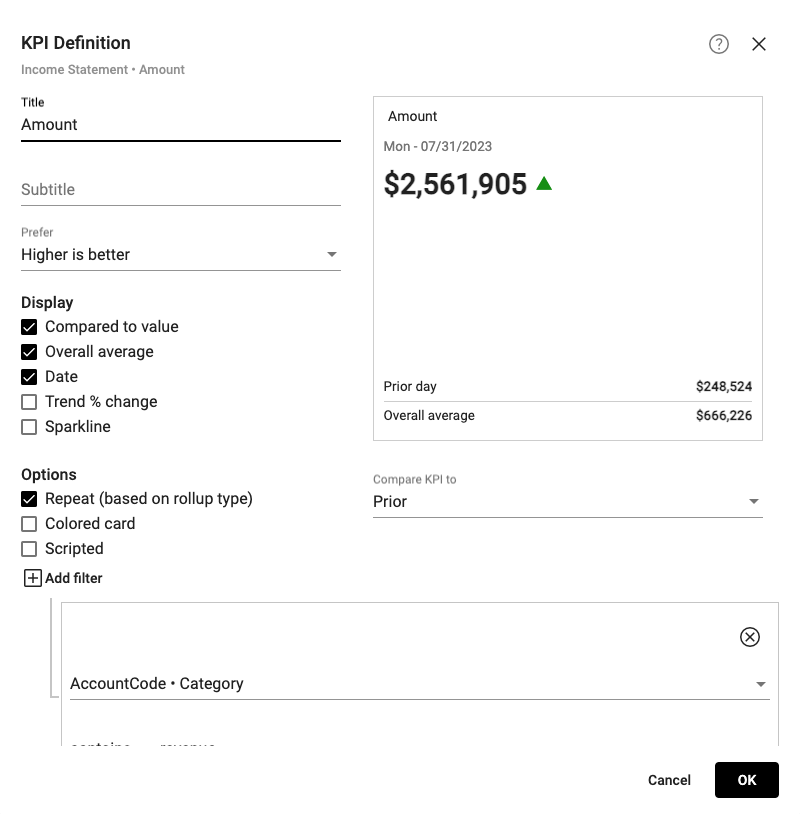 KPI Definition
Income Statement • Amount
Title
Amount
Subtitle
Prefer
Higher is better
Display
Compared to value
Overall average
Date
Trend % change
Sparkline
Options
Repeat (based on rollup type)
Colored card
Scripted
Add filter
Amount
Mon - 07/31/2023
$2,561,905
Prior day $248,524
Overall average $666,226
Compare KPI to
Prior
AccountCode • Category
Cancel OK